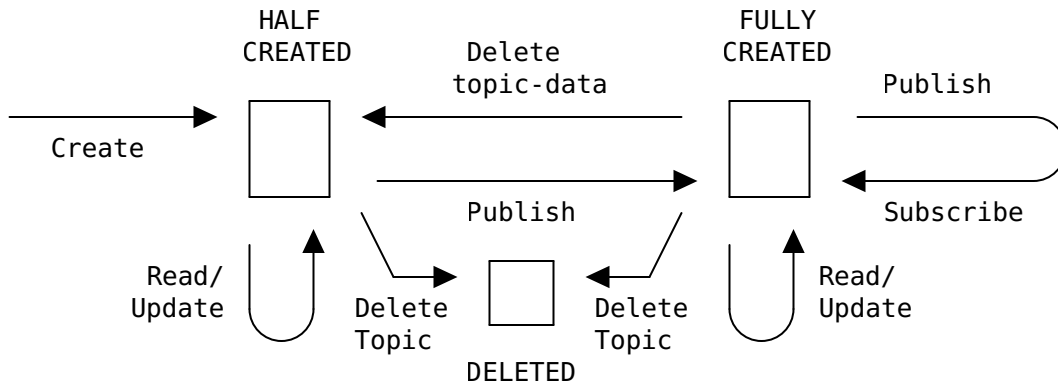 HALF
CREATED
FULLY
CREATED
Delete
topic-data
Publish
Create
Publish
Subscribe
Read/
Update
Delete
Topic
Delete
Topic
Read/
Update
DELETED